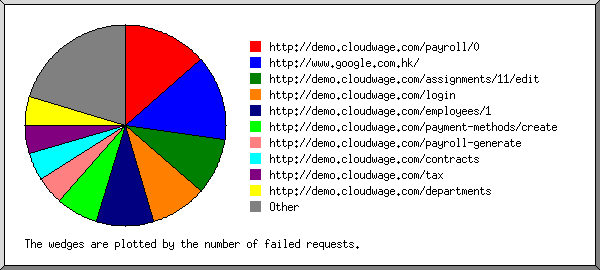 http://demo.cloudwage.com/payroll/0
http://www.google.com.hk/
http://demo.cloudwage.com/assignments/11/edit
http://demo.cloudwage.com/login
http://demo.cloudwage.com/employees/1
http://demo.cloudwage.com/payment-methods/create
http://demo.cloudwage.com/payroll-generate
http://demo.cloudwage.com/contracts
http://demo.cloudwage.com/tax
http://demo.cloudwage.com/departments
Other
The wedges are plotted by the number of failed requests.